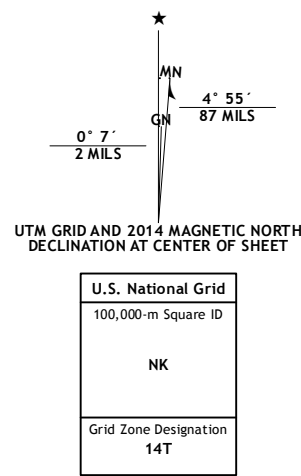 ★
MN
4° 55´
87 MILS
GN
0° 7´
2 MILS
UTM GRID AND 2014 MAGNETIC NORTH
DECLINATION AT CENTER OF SHEET
U.S. National Grid
100,000-m Square ID
NK
Grid Zone Designation
14T